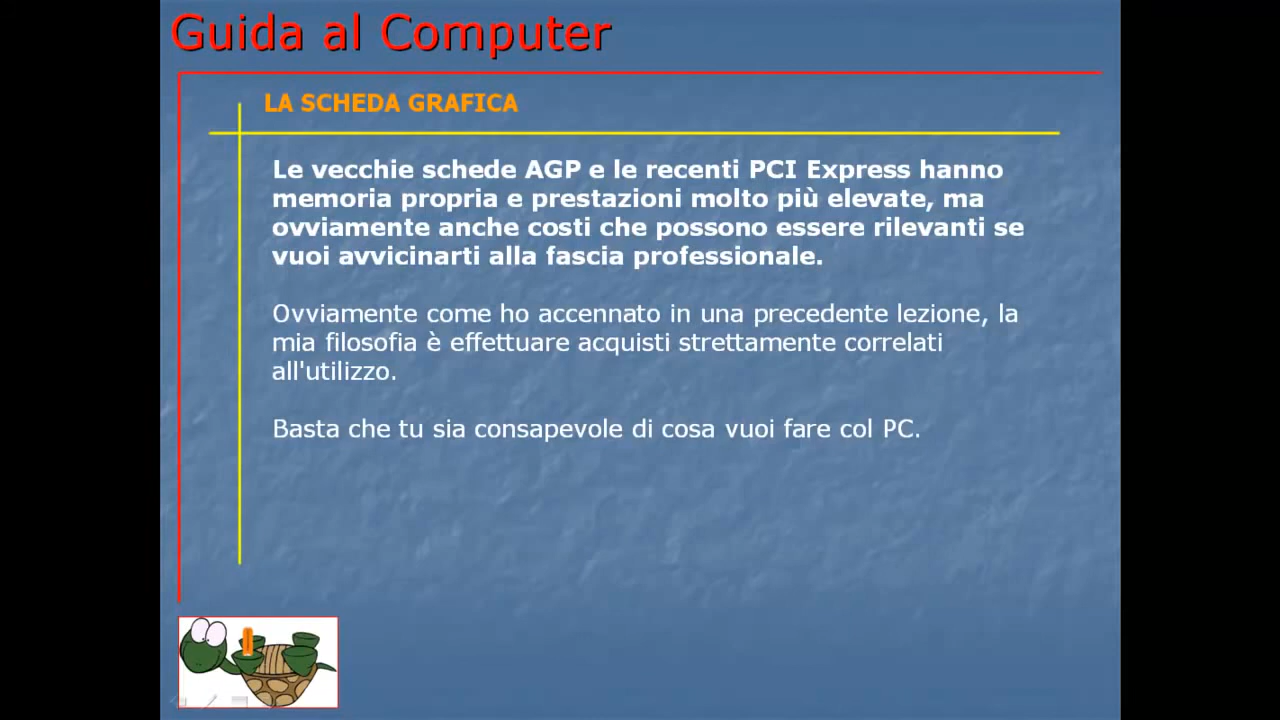 Guida al Computer
LA SCHEDA GRAFICA
Le vecchie schede AGP e le recenti PCI Express hanno
memoria propria e prestazioni molto più elevate, ma
ovviamente anche costi che possono essere rilevanti se
vuoi avvicinarti alla fascia professionale.
Ovviamente come ho accennato in una precedente lezione, la
mia filosofia è effettuare acquisti strettamente correlati
all'utilizzo.
Basta che tu sia consapevole di cosa vuoi fare col PC.